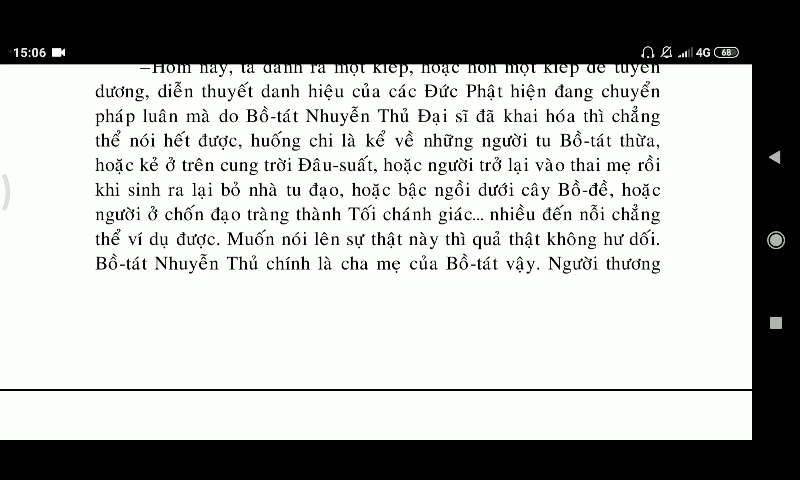 15:06
4G 68
–Hôm nay, ta dành ra một kiếp, hoặc hơn một kiếp để tuyên
dương, diễn thuyết danh hiệu của các Đức Phật hiện đang chuyển
pháp luân mà do Bồ-tát Nhuyễn Thủ Đại sĩ đã khai hóa thì chẳng
thể nói hết được, huống chi là kể về những người tu Bồ-tát thừa,
hoặc kẻ ở trên cung trời Đâu-suất, hoặc người trở lại vào thai mẹ rồi
khi sinh ra lại bỏ nhà tu đạo, hoặc bậc ngồi dưới cây Bồ-đề, hoặc
người ở chốn đạo tràng thành Tối chánh giác... nhiều đến nỗi chẳng
thể ví dụ được. Muốn nói lên sự thật này thì quả thật không hư dối.
Bồ-tát Nhuyễn Thủ chính là cha mẹ của Bồ-tát vậy. Người thương